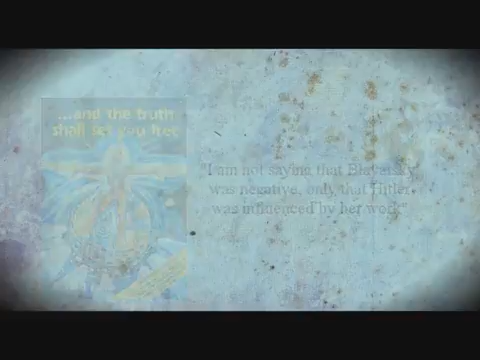 ...and the truth
shall set you free
"I am not saying that Blavatsky
was negative, only that Hitler
was influenced by her work"